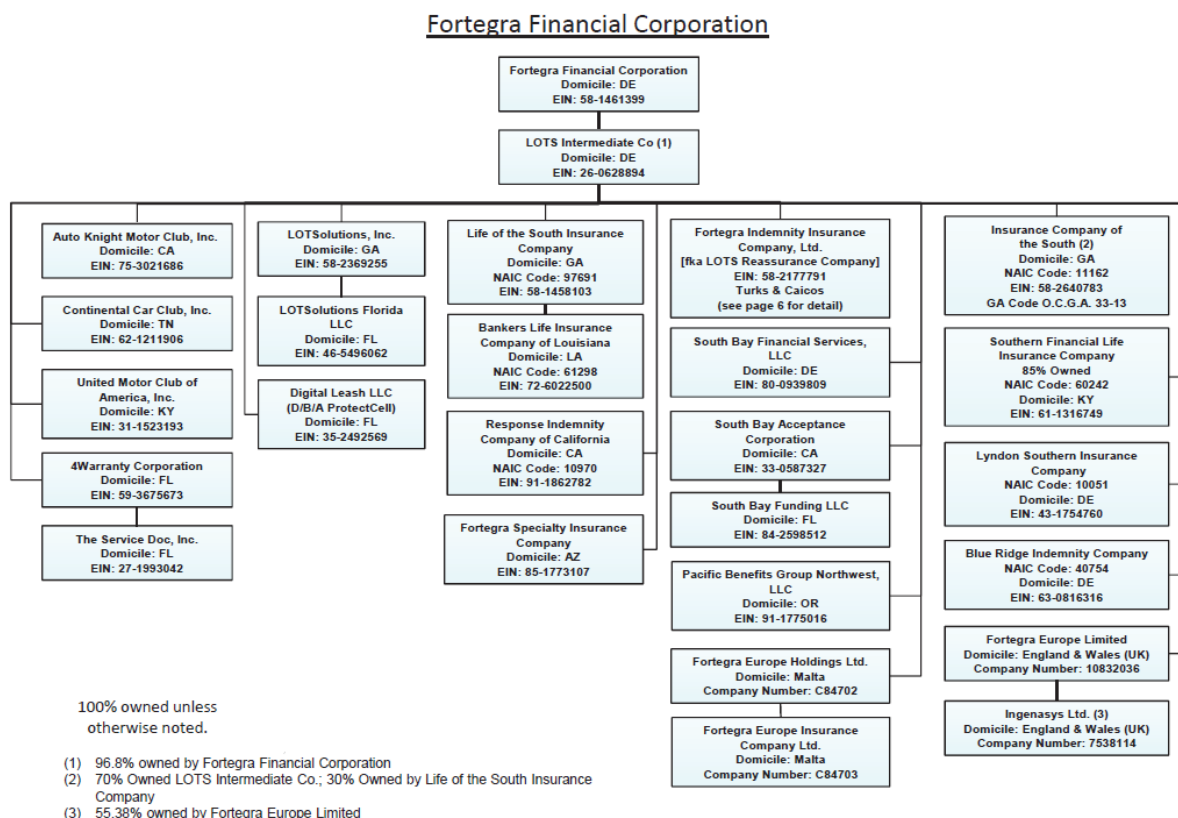 Fortegra Financial Corporation
Fortegra Financial Corporation
Domicile: DE
EIN: 58-1461399
LOTS Intermediate Co (1)
Domicile: DE
EIN: 26-0628894
Auto Knight Motor Club, Inc.
Domicile: CA
EIN: 75-3021686
Continental Car Club, Inc.
Domicile: TN
EIN: 62-1211906
United Motor Club of
America, Inc.
Domicile: KY
EIN: 31-1523193
4Warranty Corporation
Domicile: FL
EIN: 59-3675673
The Service Doc, Inc.
Domicile: FL
EIN: 27-1993042
LOTSolutions, Inc.
Domicile: GA
EIN: 58-2369255
LOTSolutions Florida
LLC
Domicile: FL
EIN: 46-5496062
Digital Leash LLC
(D/B/A ProtectCell)
Domicile: FL
EIN: 35-2492569
Life of the South Insurance
Company
Domicile: GA
NAIC Code: 97691
EIN: 58-1458103
Bankers Life Insurance
Company of Louisiana
Domicile: LA
NAIC Code: 61298
EIN: 72-6022500
Response Indemnity
Company of California
Domicile: CA
NAIC Code: 10970
EIN: 91-1862782
Fortegra Specialty Insurance
Company
Domicile: AZ
EIN: 85-1773107
Fortegra Indemnity Insurance
Company, Ltd.
[fka LOTS Reassurance Company]
EIN: 58-2177791
Turks & Caicos
(see page 6 for detail)
South Bay Financial Services,
LLC
Domicile: DE
EIN: 80-0939809
South Bay Acceptance
Corporation
Domicile: CA
EIN: 33-0587327
South Bay Funding LLC
Domicile: FL
EIN: 84-2598512
Pacific Benefits Group Northwest,
LLC
Domicile: OR
EIN: 91-1775016
Fortegra Europe Holdings Ltd.
Domicile: Malta
Company Number: C84702
Fortegra Europe Insurance
Company Ltd.
Domicile: Malta
Company Number: C84703
Insurance Company of
the South (2)
Domicile: GA
NAIC Code: 11162
EIN: 58-2640783
GA Code O.C.G.A. 33-13
Southern Financial Life
Insurance Company
85% Owned
NAIC Code: 60242
Domicile: KY
EIN: 61-1316749
Lyndon Southern Insurance
Company
NAIC Code: 10051
Domicile: DE
EIN: 43-1754760
Blue Ridge Indemnity Company
NAIC Code: 40754
Domicile: DE
EIN: 63-0816316
Fortegra Europe Limited
Domicile: England & Wales (UK)
Company Number: 10832036
Ingenasys Ltd. (3)
Domicile: England & Wales (UK)
Company Number: 7538114
100% owned unless
otherwise noted.
(1) 96.8% owned by Fortegra Financial Corporation
(2) 70% Owned LOTS Intermediate Co.; 30% Owned by Life of the South Insurance
Company
(3) 55.38% owned by Fortegra Europe Limited